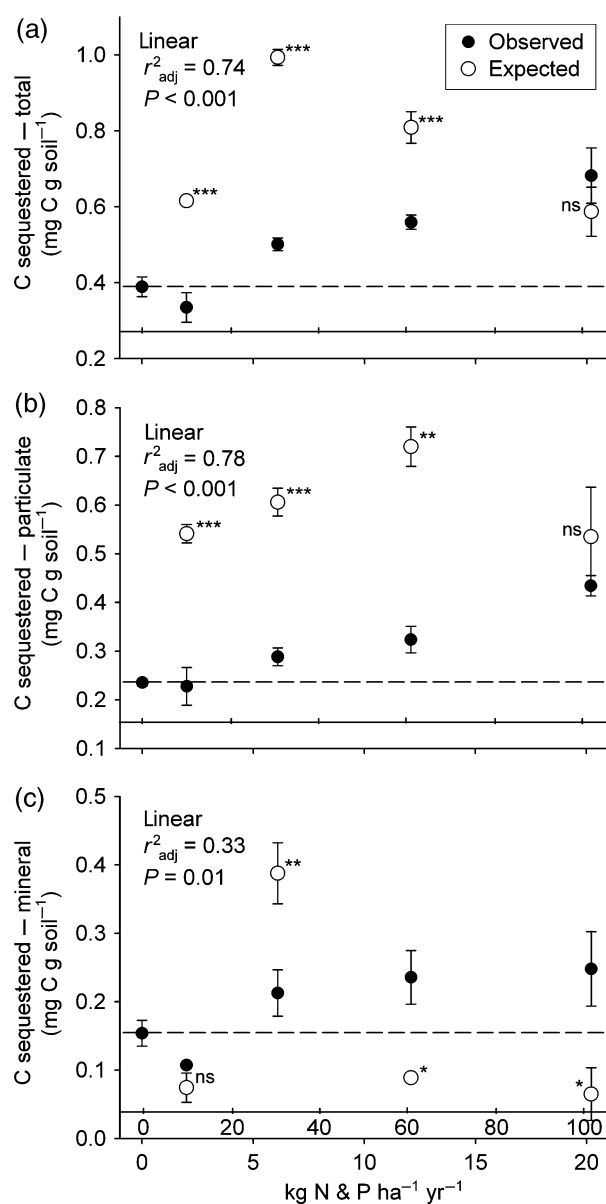 (a)
Linear
r²adj = 0.74
P < 0.001
Observed
Expected
C sequestered – total
(mg C g soil⁻¹)
1.0
0.8
0.6
0.4
0.2
***
***
***
ns
(b)
Linear
r²adj = 0.78
P < 0.001
C sequestered – particulate
(mg C g soil⁻¹)
0.8
0.7
0.6
0.5
0.4
0.3
0.2
0.1
***
***
**
ns
(c)
Linear
r²adj = 0.33
P = 0.01
C sequestered – mineral
(mg C g soil⁻¹)
0.5
0.4
0.3
0.2
0.1
0.0
ns
**
*
*
0 20 40 60 80 100
0 5 10 15 20
kg N & P ha⁻¹ yr⁻¹